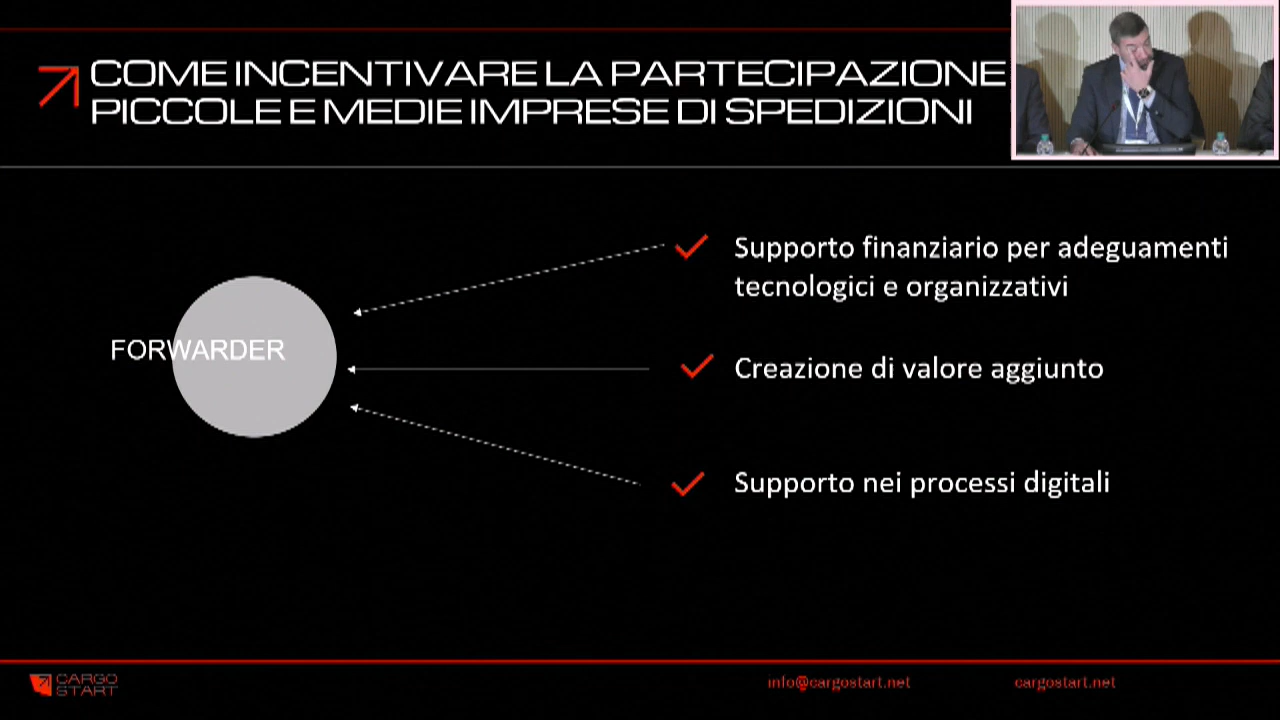 COME INCENTIVARE LA PARTECIPAZIONE
PICCOLE E MEDIE IMPRESE DI SPEDIZIONI
Supporto finanziario per adeguamenti
tecnologici e organizzativi
FORWARDER
Creazione di valore aggiunto
Supporto nei processi digitali
CARGO
START
info@cargostart.net
cargostart.net